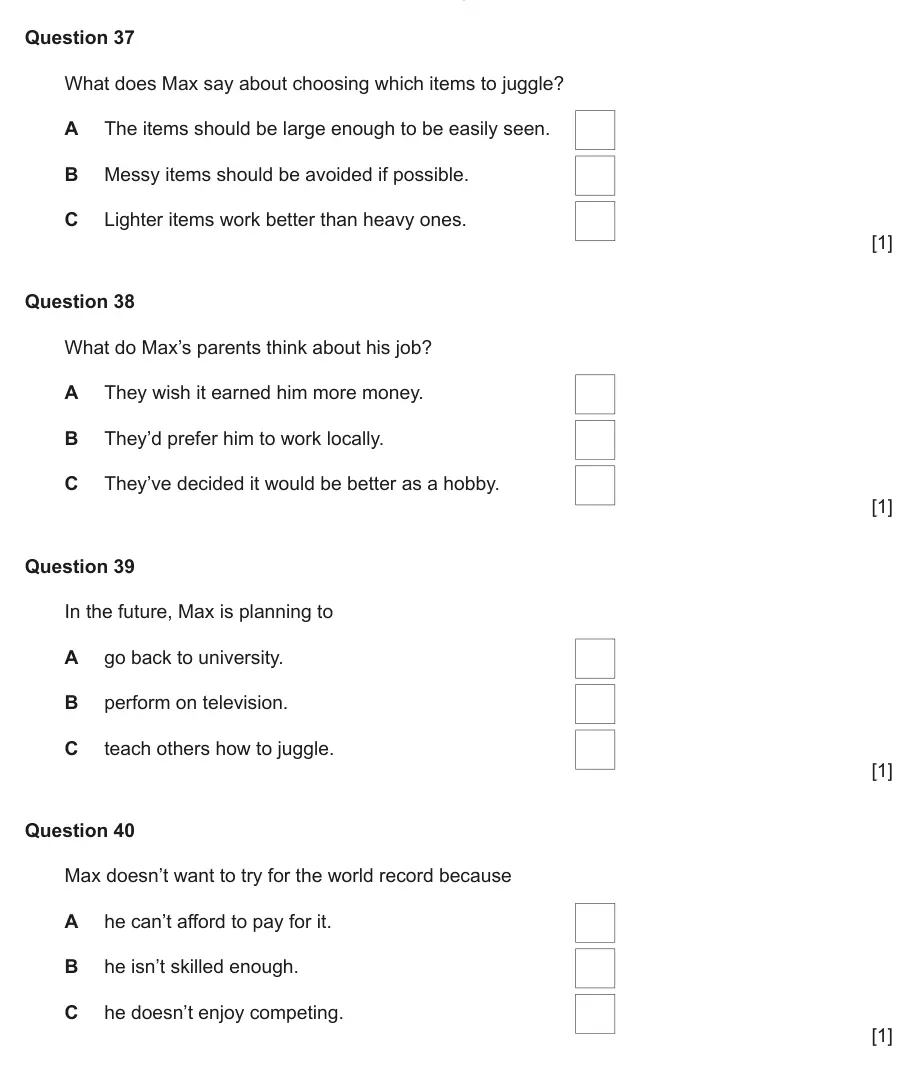 Question 37
What does Max say about choosing which items to juggle?
A The items should be large enough to be easily seen.
B Messy items should be avoided if possible.
C Lighter items work better than heavy ones.
[1]
Question 38
What do Max’s parents think about his job?
A They wish it earned him more money.
B They’d prefer him to work locally.
C They’ve decided it would be better as a hobby.
[1]
Question 39
In the future, Max is planning to
A go back to university.
B perform on television.
C teach others how to juggle.
[1]
Question 40
Max doesn’t want to try for the world record because
A he can’t afford to pay for it.
B he isn’t skilled enough.
C he doesn’t enjoy competing.
[1]